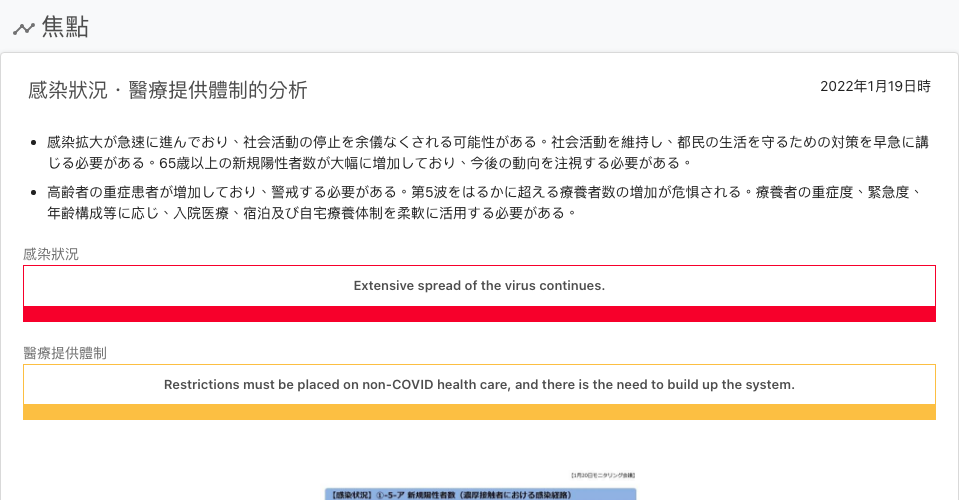 焦點
感染狀況・醫療提供體制的分析
2022年1月19日時
感染拡大が急速に進んでおり、社会活動の停止を余儀なくされる可能性がある。社会活動を維持し、都民の生活を守るための対策を早急に講
じる必要がある。65歳以上の新規陽性者数が大幅に増加しており、今後の動向を注視する必要がある。
高齢者の重症患者が増加しており、警戒する必要がある。第5波をはるかに超える療養者数の増加が危惧される。療養者の重症度、緊急度、
年齢構成等に応じ、入院医療、宿泊及び自宅療養体制を柔軟に活用する必要がある。
感染狀況
Extensive spread of the virus continues.
醫療提供體制
Restrictions must be placed on non-COVID health care, and there is the need to build up the system.
【1月20日モニタリング会議】
【感染状況】①-5-ア 新規陽性者数（濃厚接触者における感染経路）